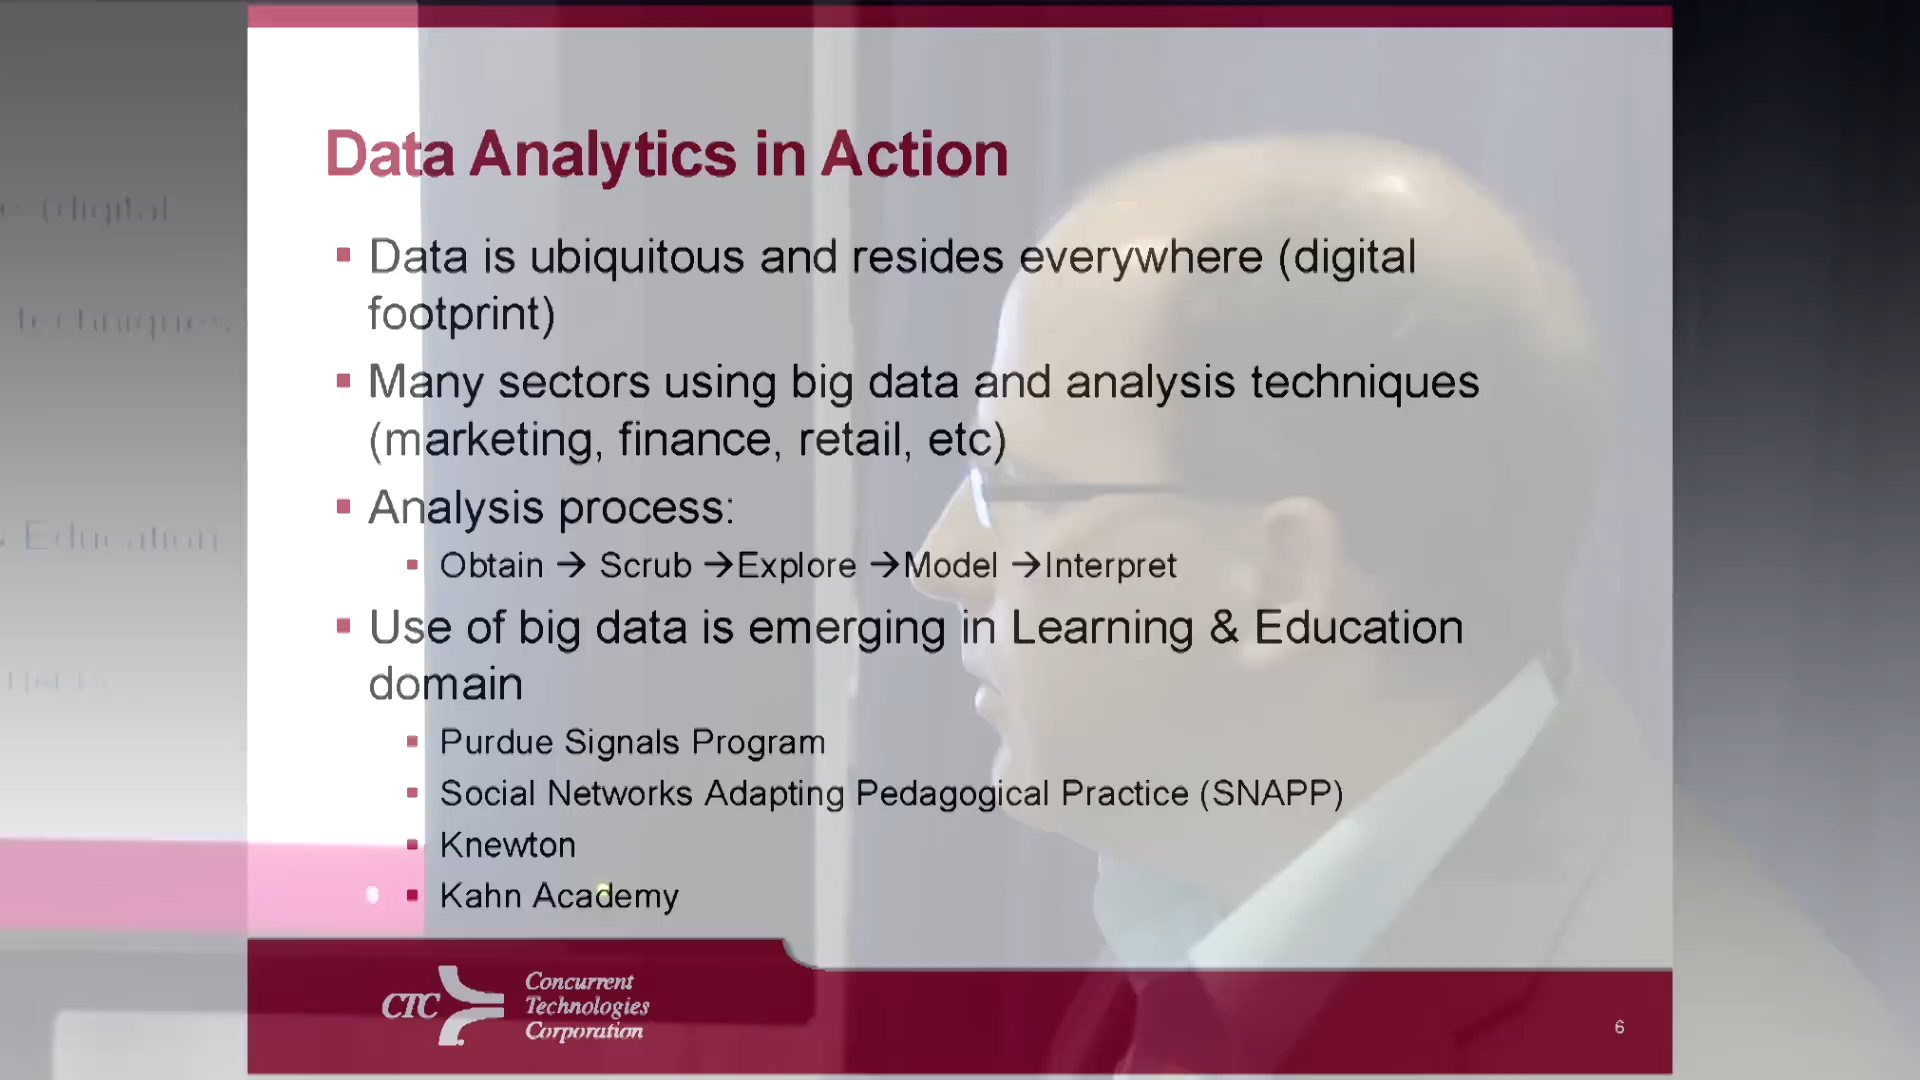 Data Analytics in Action
Data is ubiquitous and resides everywhere (digital
footprint)
Many sectors using big data and analysis techniques
(marketing, finance, retail, etc)
Analysis process:
Obtain → Scrub →Explore →Model →Interpret
Use of big data is emerging in Learning & Education
domain
Purdue Signals Program
Social Networks Adapting Pedagogical Practice (SNAPP)
Knewton
Kahn Academy
CTC
Concurrent
Technologies
Corporation
6
(digital
techniques
& Education